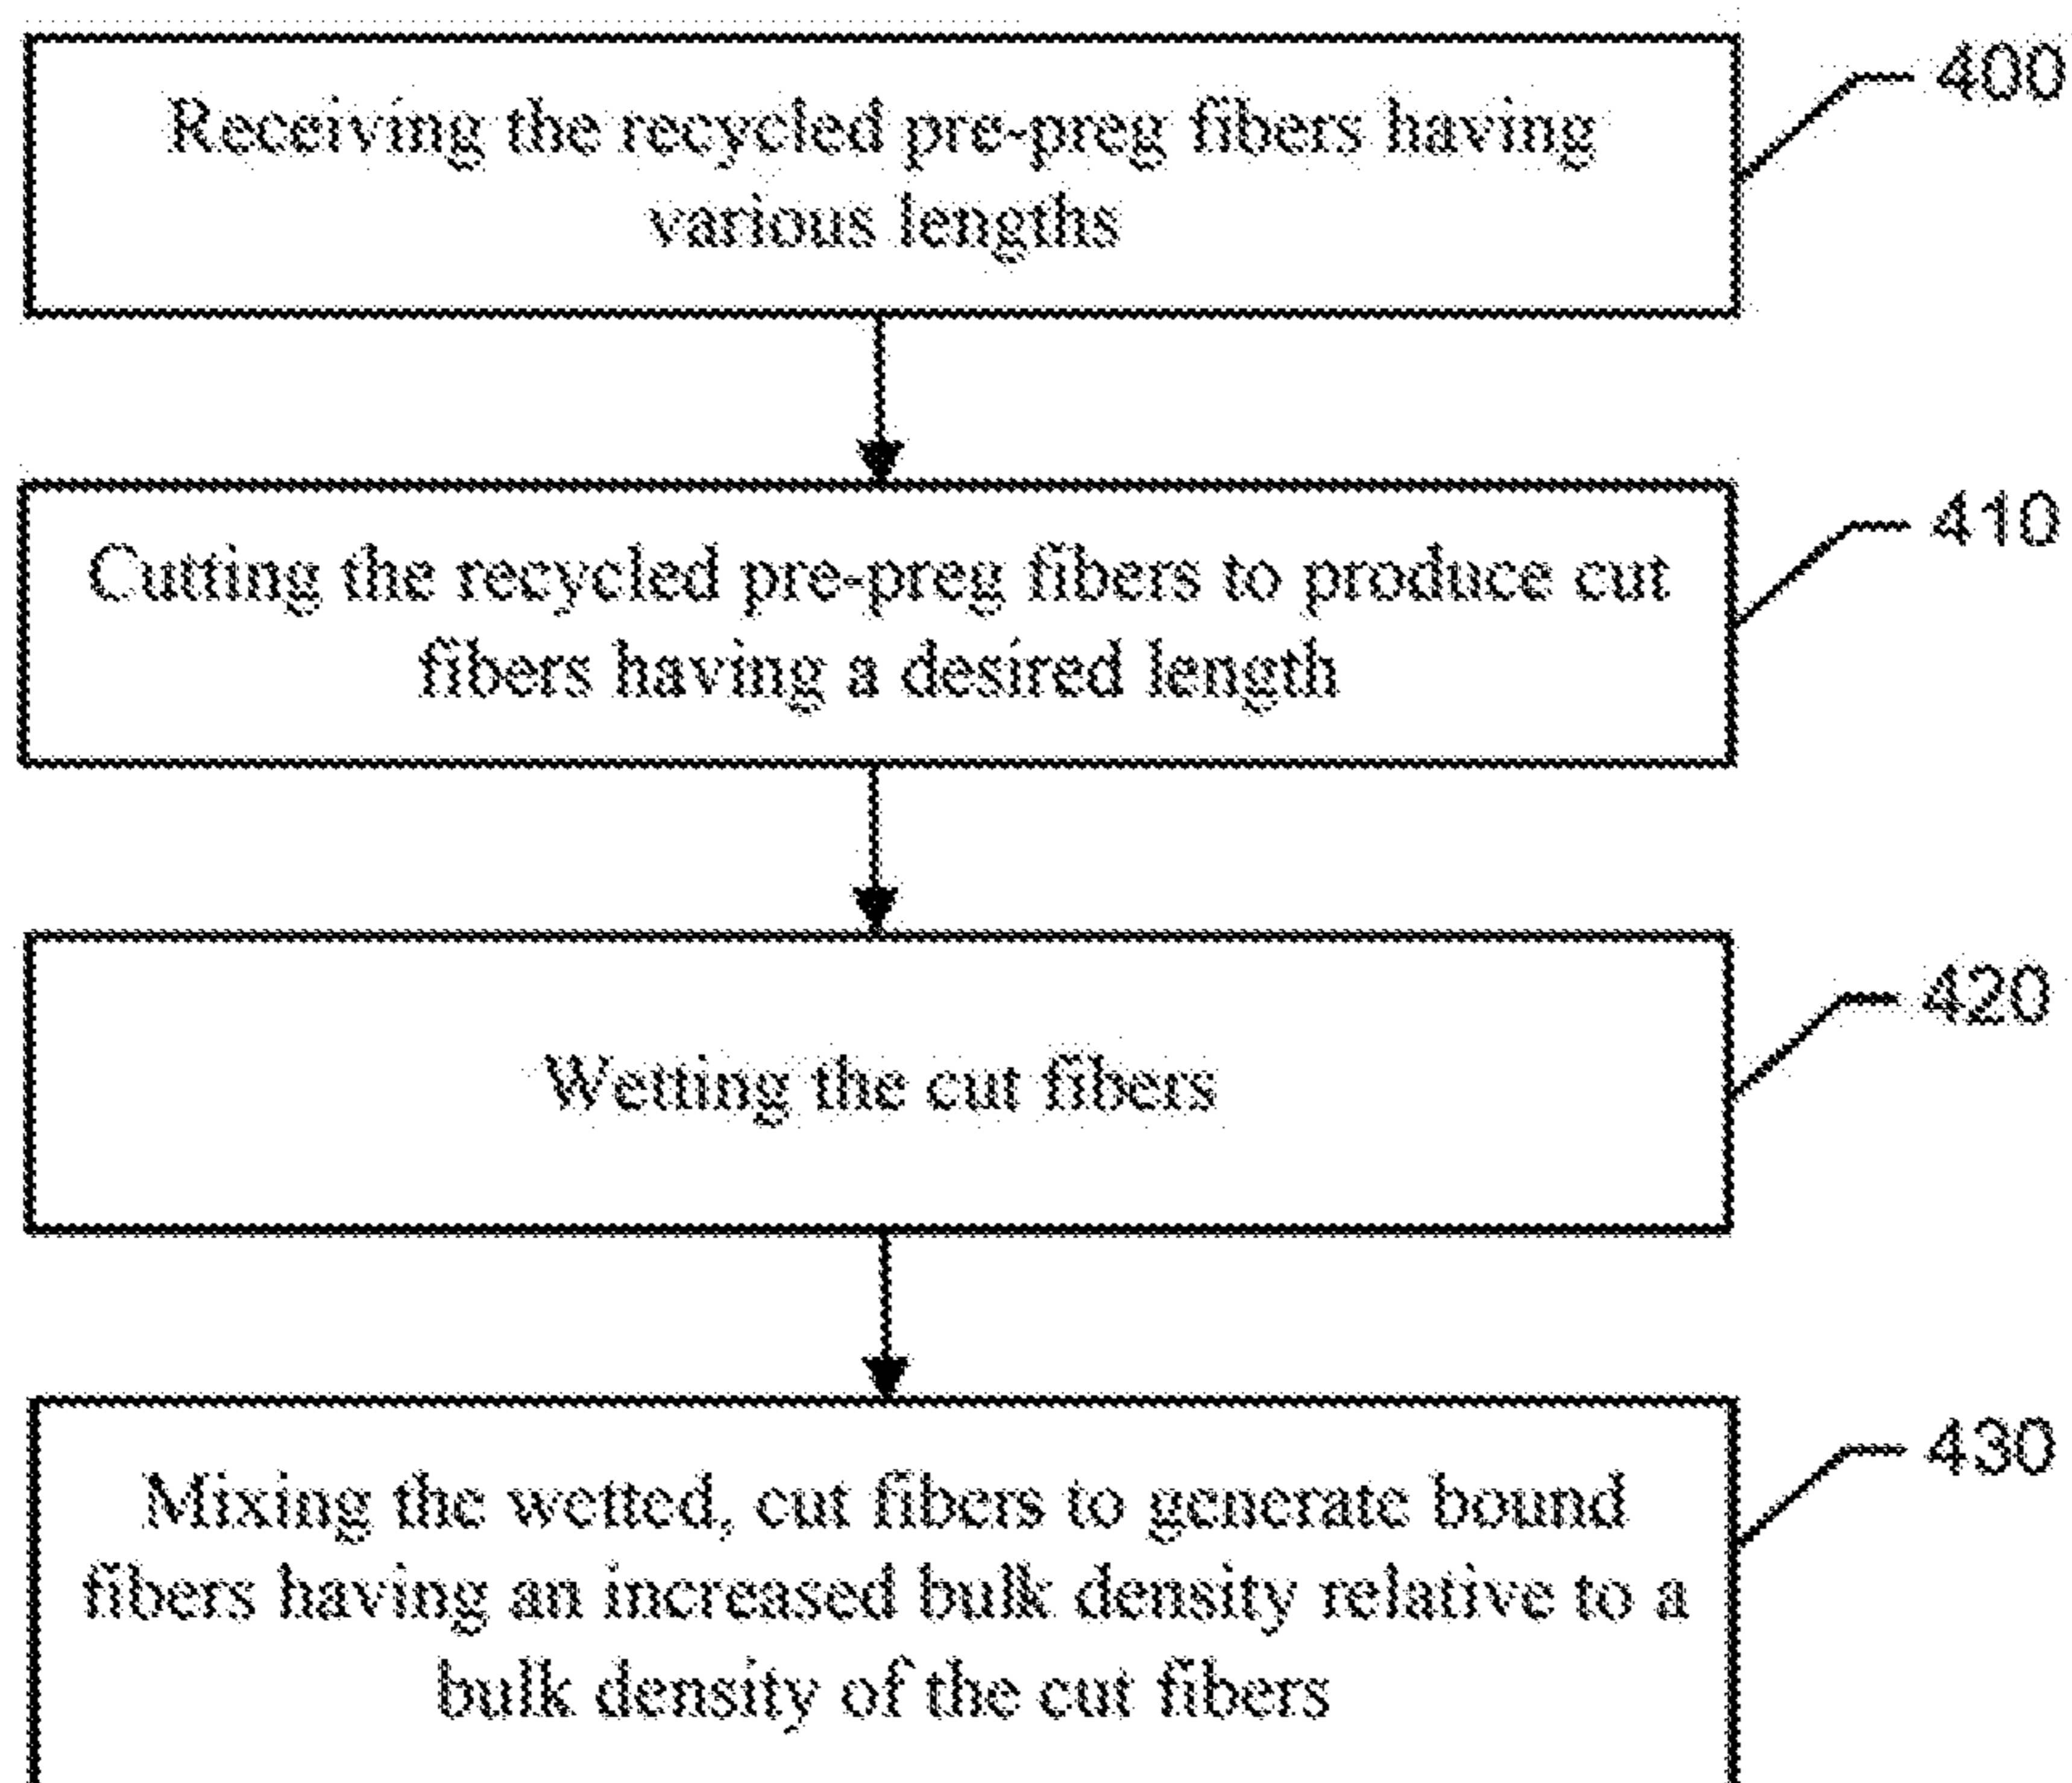 Receiving the recycled pre-preg fibers having
various lengths
400
Cutting the recycled pre-preg fibers to produce cut
fibers having a desired length
410
Wetting the cut fibers
420
Mixing the wetted, cut fibers to generate bound
fibers having an increased bulk density relative to a
bulk density of the cut fibers
430